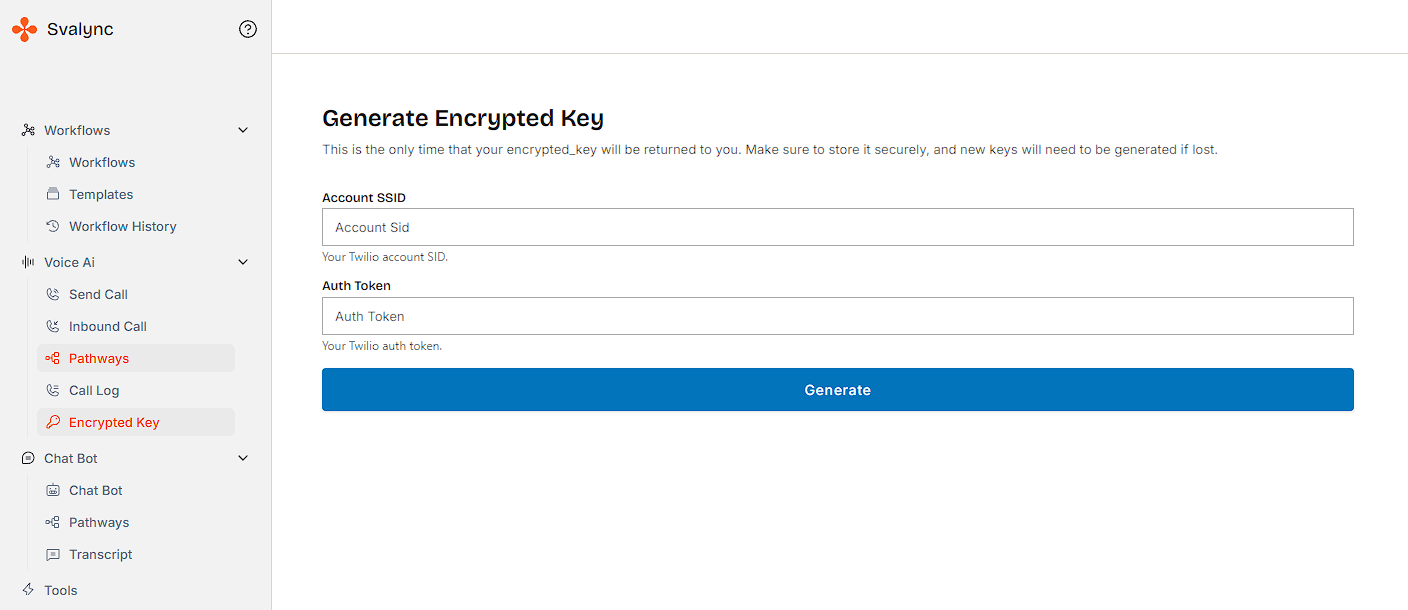 Svalync
Workflows
Workflows
Templates
Workflow History
Voice Ai
Send Call
Inbound Call
Pathways
Call Log
Encrypted Key
Chat Bot
Chat Bot
Pathways
Transcript
Tools
Generate Encrypted Key
This is the only time that your encrypted_key will be returned to you. Make sure to store it securely, and new keys will need to be generated if lost.
Account SSID
Account Sid
Your Twilio account SID.
Auth Token
Auth Token
Your Twilio auth token.
Generate